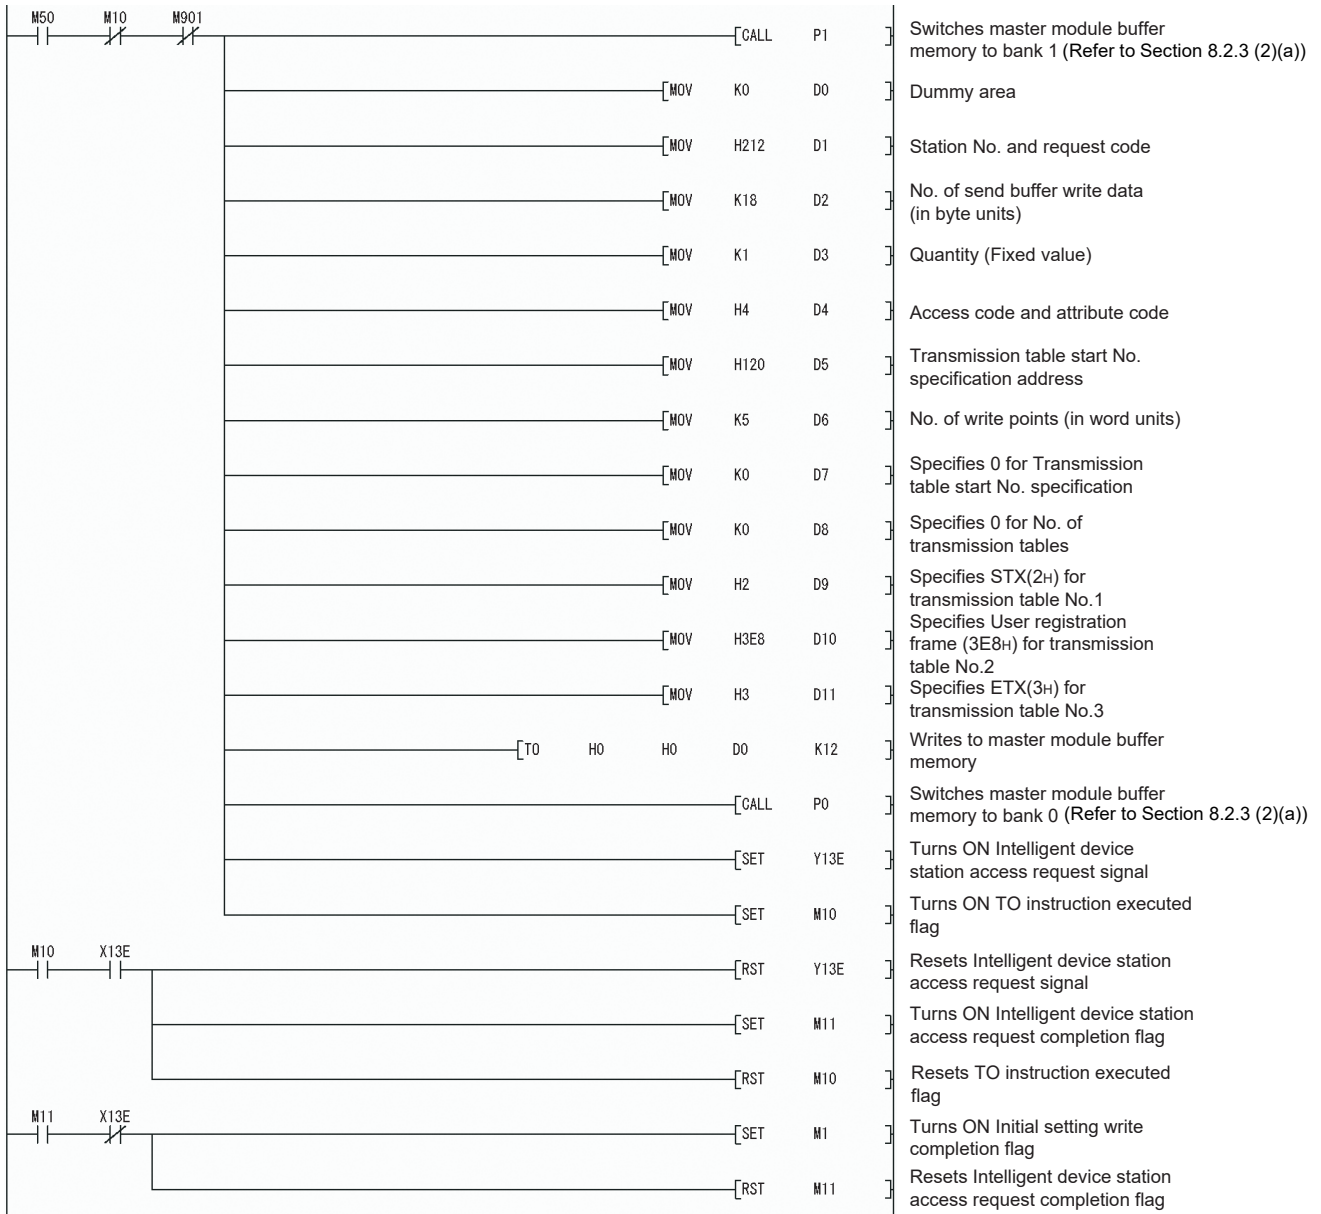 M50 M10 M901
[CALL P1 ] Switches master module buffer
memory to bank 1 (Refer to Section 8.2.3 (2)(a))
[MOV K0 D0 ] Dummy area
[MOV H212 D1 ] Station No. and request code
[MOV K18 D2 ] No. of send buffer write data
(in byte units)
[MOV K1 D3 ] Quantity (Fixed value)
[MOV H4 D4 ] Access code and attribute code
[MOV H120 D5 ] Transmission table start No.
specification address
[MOV K5 D6 ] No. of write points (in word units)
[MOV K0 D7 ] Specifies 0 for Transmission
table start No. specification
[MOV K0 D8 ] Specifies 0 for No. of
transmission tables
[MOV H2 D9 ] Specifies STX(2H) for
transmission table No.1
[MOV H3E8 D10 ] Specifies User registration
frame (3E8H) for transmission
table No.2
[MOV H3 D11 ] Specifies ETX(3H) for
transmission table No.3
[TO H0 H0 D0 K12 ] Writes to master module buffer
memory
[CALL P0 ] Switches master module buffer
memory to bank 0 (Refer to Section 8.2.3 (2)(a))
[SET Y13E ] Turns ON Intelligent device
station access request signal
[SET M10 ] Turns ON TO instruction executed
flag
M10 X13E
[RST Y13E ] Resets Intelligent device station
access request signal
[SET M11 ] Turns ON Intelligent device station
access request completion flag
[RST M10 ] Resets TO instruction executed
flag
M11 X13E
[SET M1 ] Turns ON Initial setting write
completion flag
[RST M11 ] Resets Intelligent device station
access request completion flag